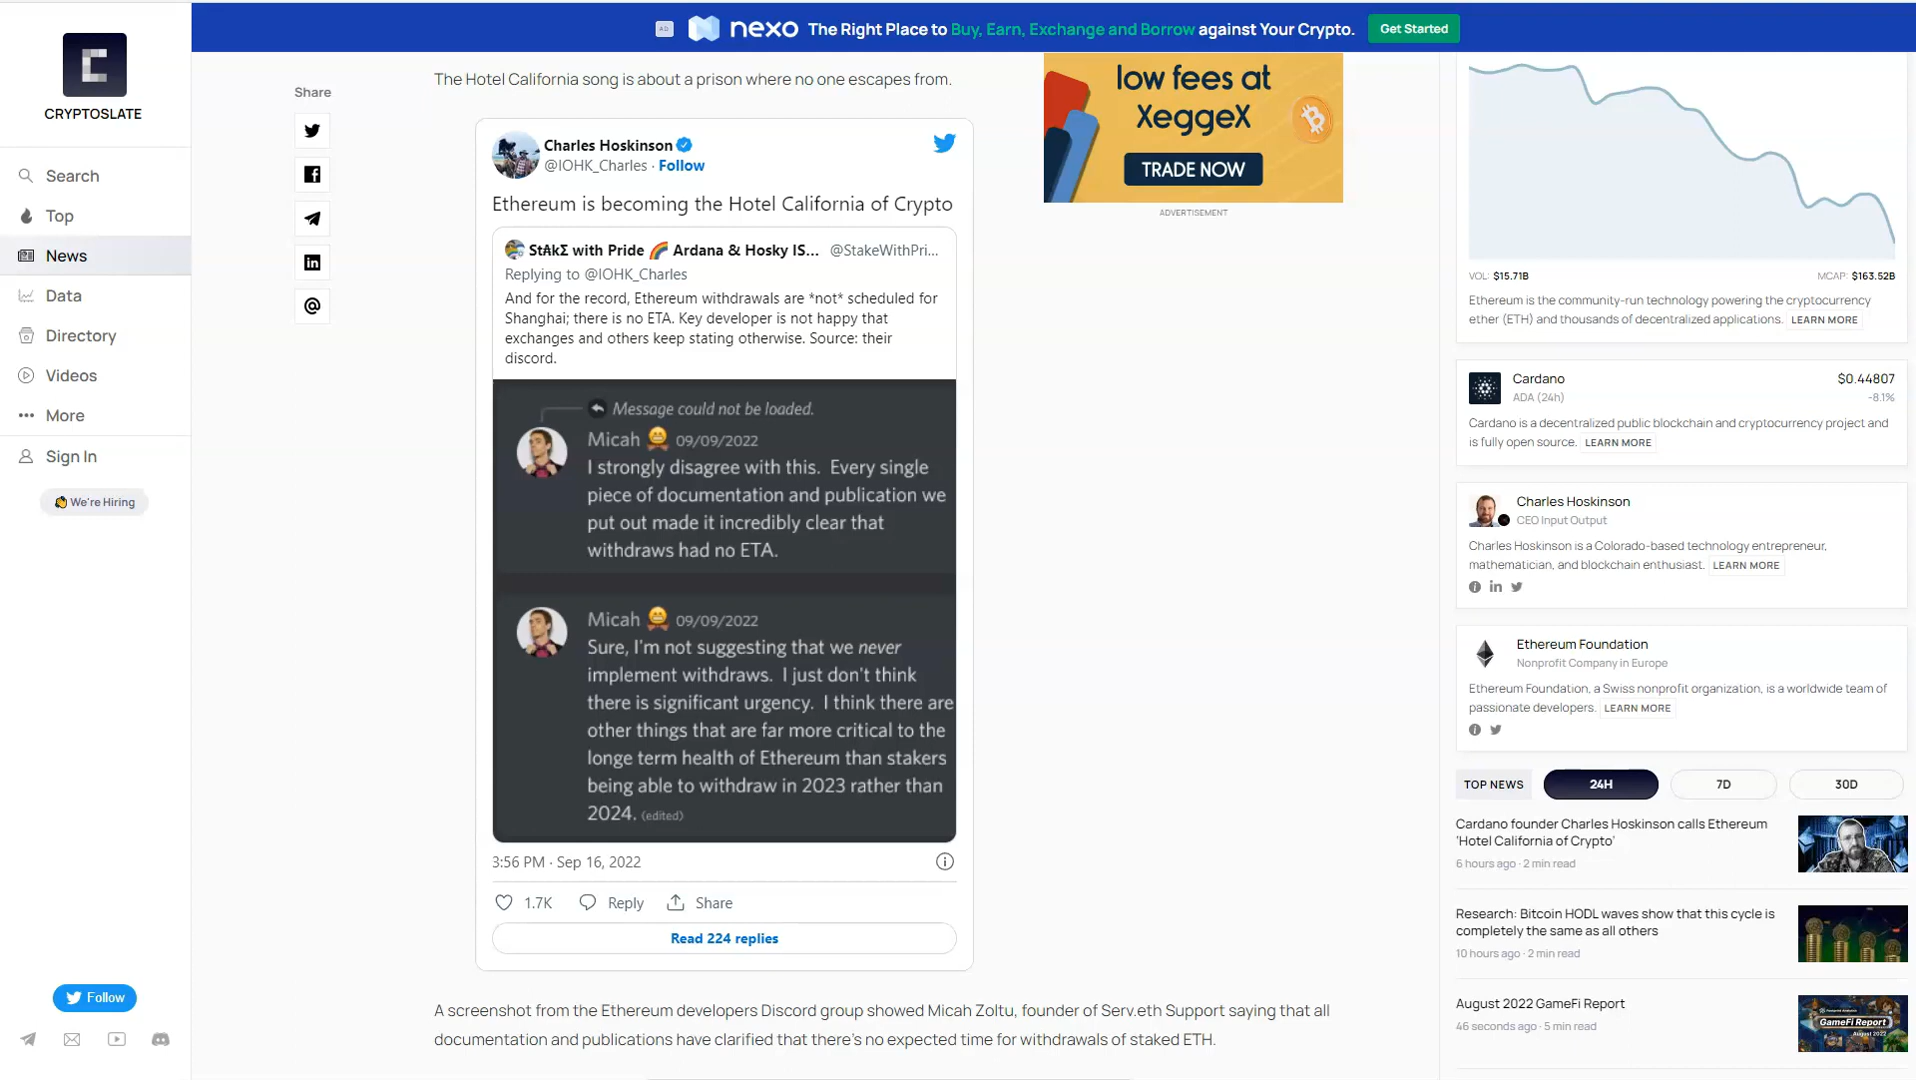 AD nexo The Right Place to Buy, Earn, Exchange and Borrow against Your Crypto. Get Started
CRYPTOSLATE
Search
Top
News
Data
Directory
Videos
More
Sign In
We're Hiring
Follow
Share
The Hotel California song is about a prison where no one escapes from.
Charles Hoskinson
@IOHK_Charles · Follow
Ethereum is becoming the Hotel California of Crypto
St₳kΣ with Pride 🌈 Ardana & Hosky IS... @StakeWithPri...
Replying to @IOHK_Charles
And for the record, Ethereum withdrawals are *not* scheduled for
Shanghai; there is no ETA. Key developer is not happy that
exchanges and others keep stating otherwise. Source: their
discord.
Message could not be loaded.
Micah 09/09/2022
I strongly disagree with this. Every single
piece of documentation and publication we
put out made it incredibly clear that
withdraws had no ETA.
Micah 09/09/2022
Sure, I'm not suggesting that we never
implement withdraws. I just don't think
there is significant urgency. I think there are
other things that are far more critical to the
longe term health of Ethereum than stakers
being able to withdraw in 2023 rather than
2024. (edited)
3:56 PM · Sep 16, 2022
1.7K Reply Share
Read 224 replies
A screenshot from the Ethereum developers Discord group showed Micah Zoltu, founder of Serv.eth Support saying that all
documentation and publications have clarified that there's no expected time for withdrawals of staked ETH.
low fees at
XeggeX
TRADE NOW
ADVERTISEMENT
VOL: $15.71B MCAP: $163.52B
Ethereum is the community-run technology powering the cryptocurrency
ether (ETH) and thousands of decentralized applications. LEARN MORE
Cardano $0.44807
ADA (24h) -8.1%
Cardano is a decentralized public blockchain and cryptocurrency project and
is fully open source. LEARN MORE
Charles Hoskinson
CEO Input Output
Charles Hoskinson is a Colorado-based technology entrepreneur,
mathematician, and blockchain enthusiast. LEARN MORE
Ethereum Foundation
Nonprofit Company in Europe
Ethereum Foundation, a Swiss nonprofit organization, is a worldwide team of
passionate developers. LEARN MORE
TOP NEWS 24H 7D 30D
Cardano founder Charles Hoskinson calls Ethereum
'Hotel California of Crypto'
6 hours ago · 2 min read
Research: Bitcoin HODL waves show that this cycle is
completely the same as all others
10 hours ago · 2 min read
August 2022 GameFi Report
46 seconds ago · 5 min read
GameFi Report